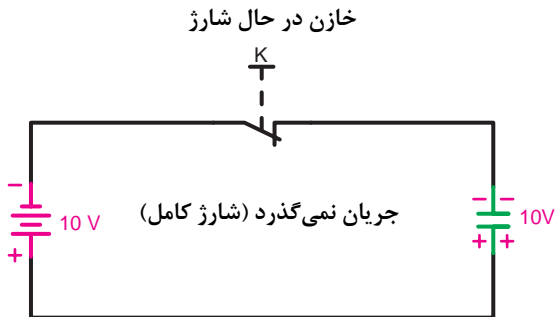 خازن در حال شارژ
K
جریان نمی‌گذرد (شارژ کامل)
− 10 V +
− − 10V + +